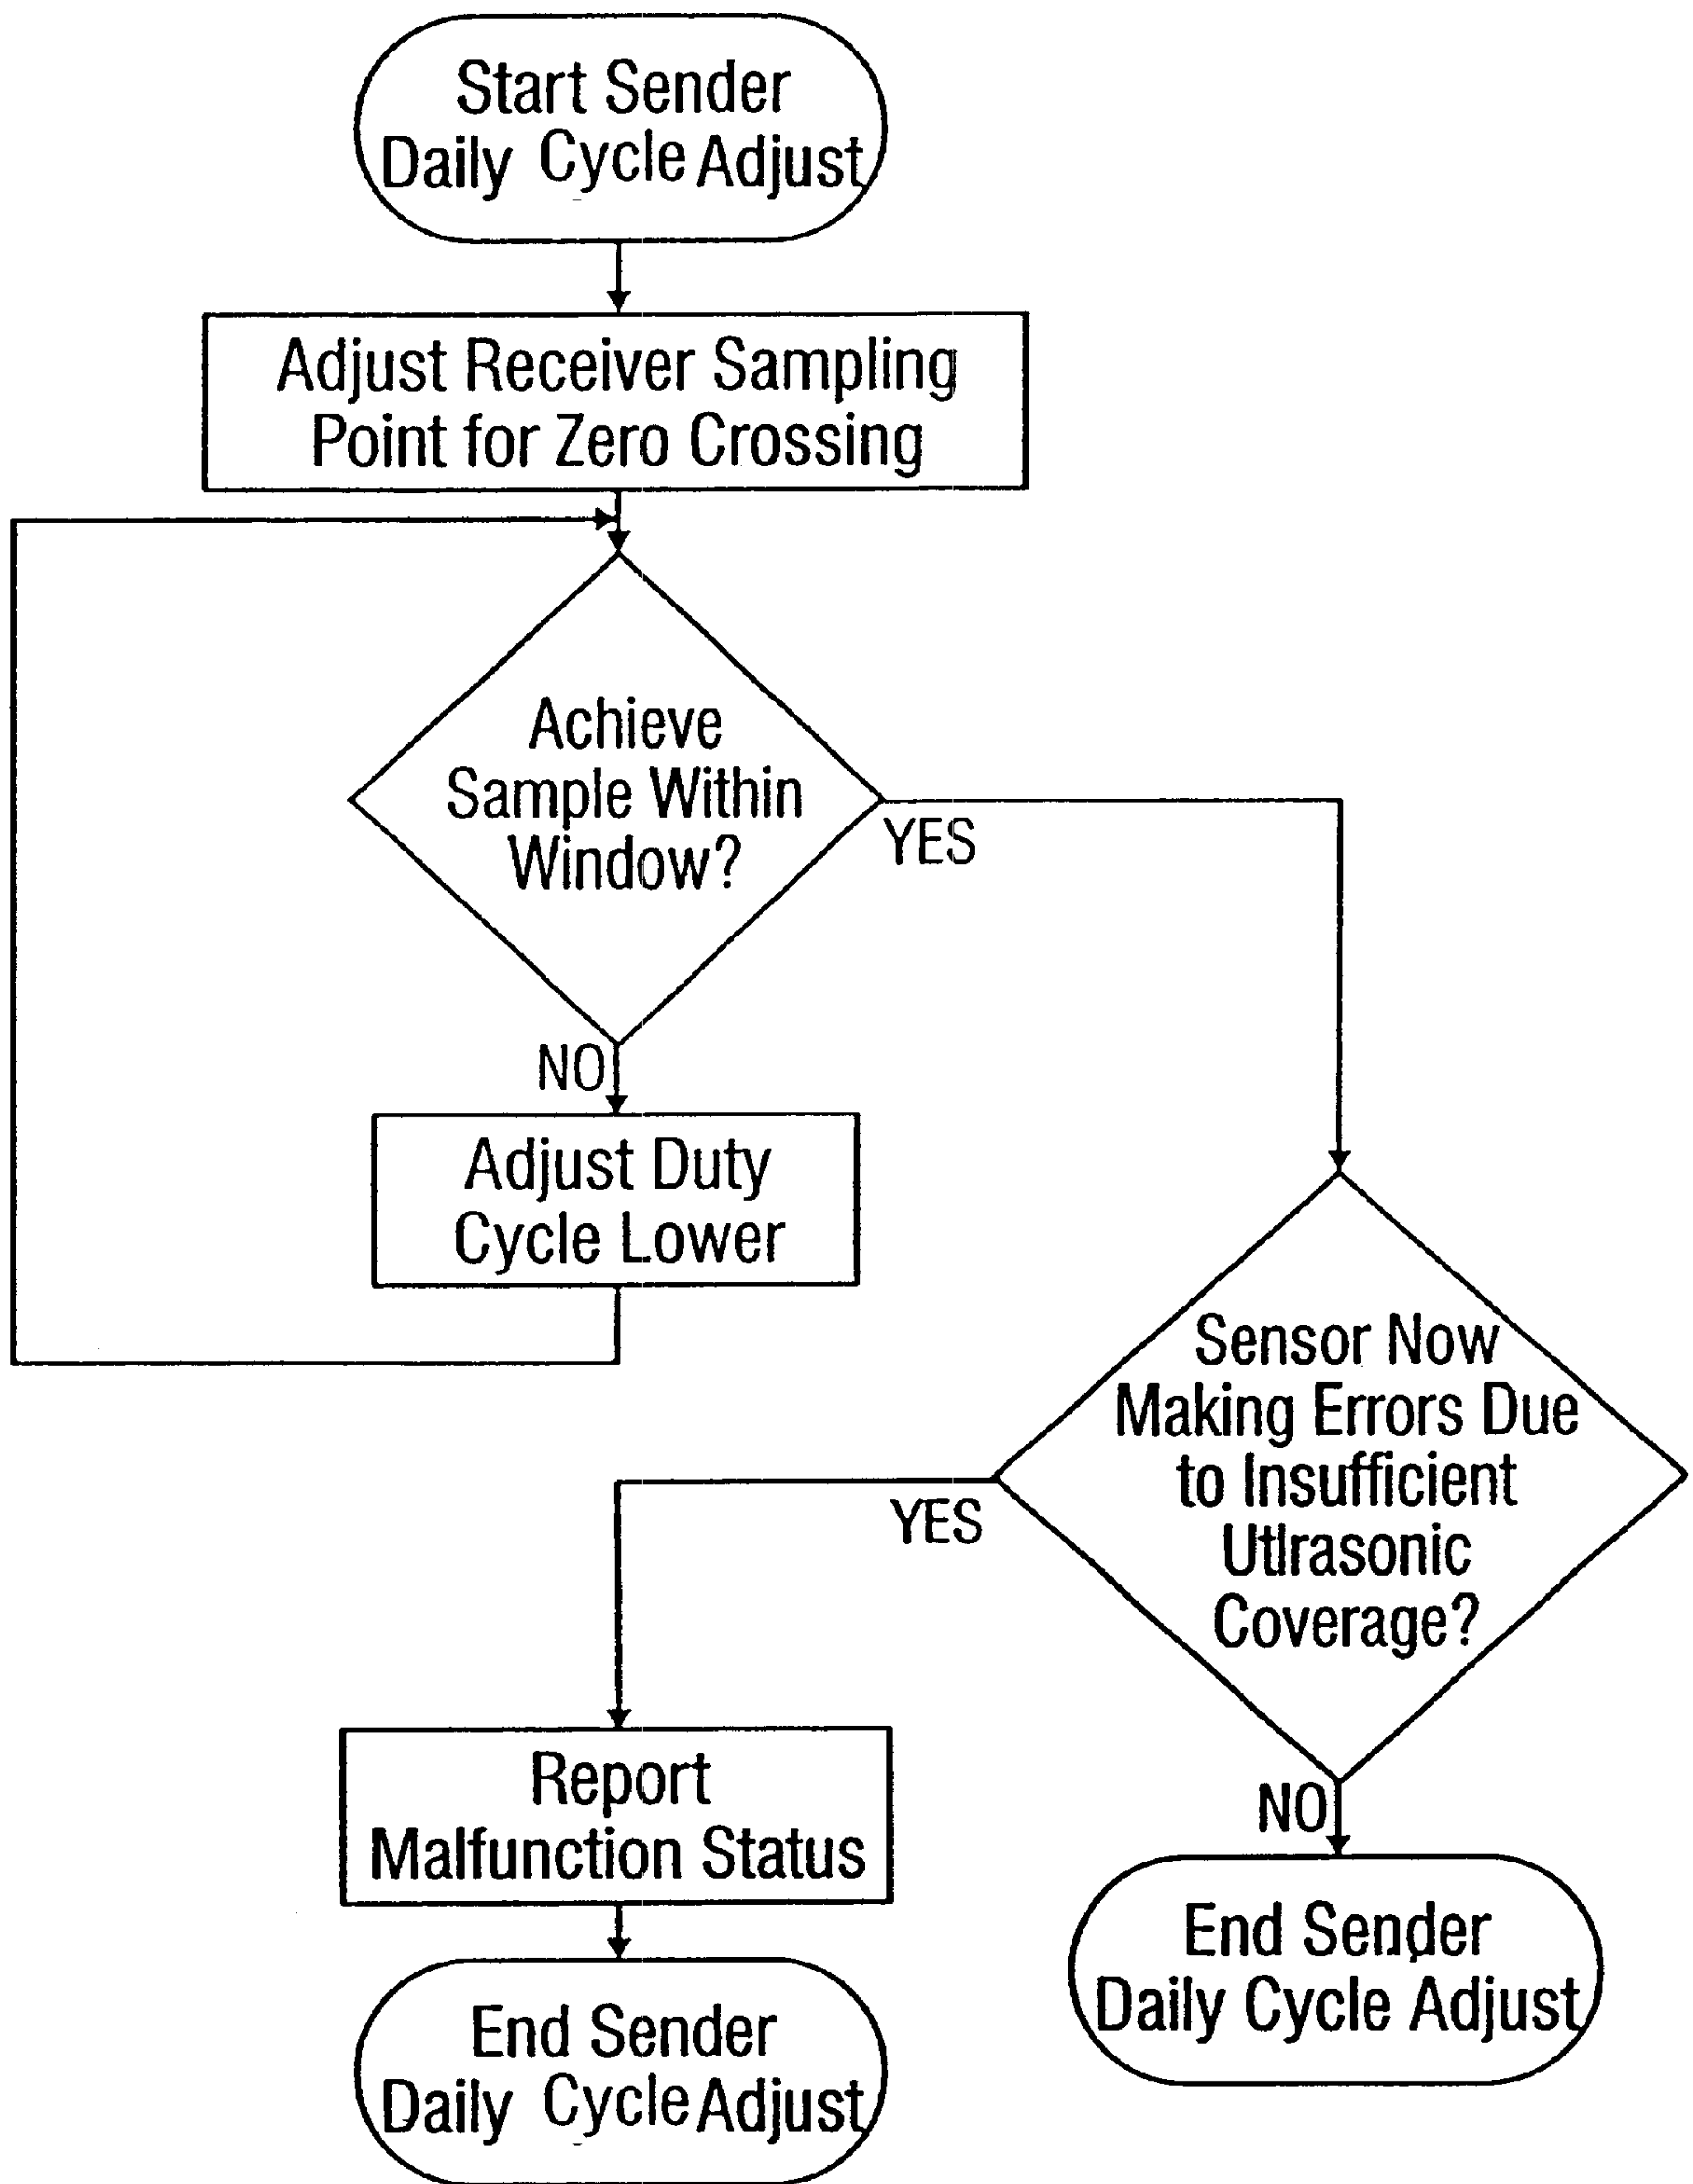 Start Sender
Daily Cycle Adjust
Adjust Receiver Sampling
Point for Zero Crossing
Achieve
Sample Within
Window?
YES
NO
Adjust Duty
Cycle Lower
Sensor Now
Making Errors Due
to Insufficient
Utlrasonic
Coverage?
YES
NO
Report
Malfunction Status
End Sender
Daily Cycle Adjust
End Sender
Daily Cycle Adjust